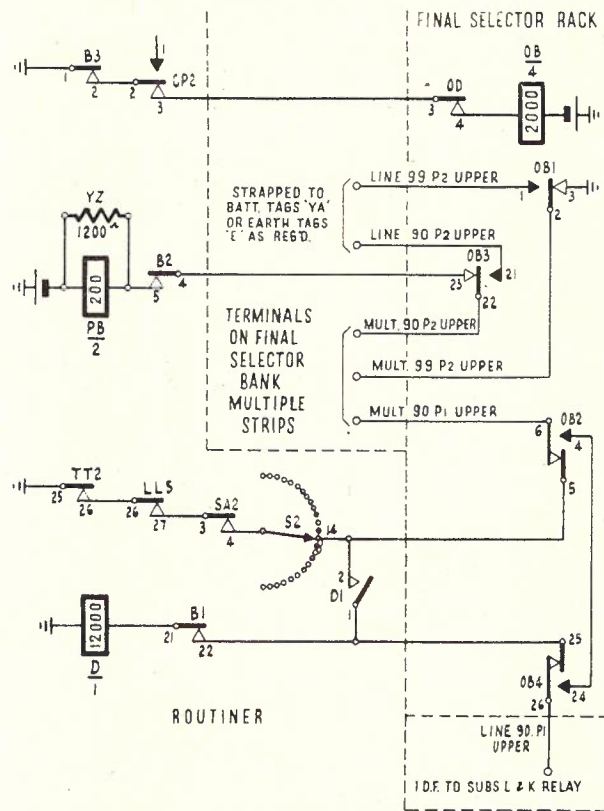 FINAL SELECTOR RACK
B3
1
2
1
2
CP2
3
OD
3
4
OB
4
2000
YZ
1200
200
PB
2
B2
5
4
STRAPPED TO
BATT, TAGS 'YA'
OR EARTH TAGS
'E' AS REQ'D.
LINE 99 P2 UPPER
LINE 90 P2 UPPER
OB1
1
2
3
OB3
23
22
21
TERMINALS
ON FINAL
SELECTOR
BANK
MULTIPLE
STRIPS
MULT. 90 P2 UPPER
MULT. 99 P2 UPPER
MULT 90 P1 UPPER
OB2
6
4
5
TT2
25
26
LL5
26
27
SA2
3
4
S2
14
2
D1
1
12000
D
1
B1
21
22
25
OB4
26
24
ROUTINER
LINE 90. P1
UPPER
I.D.F. TO SUBS L & K RELAY